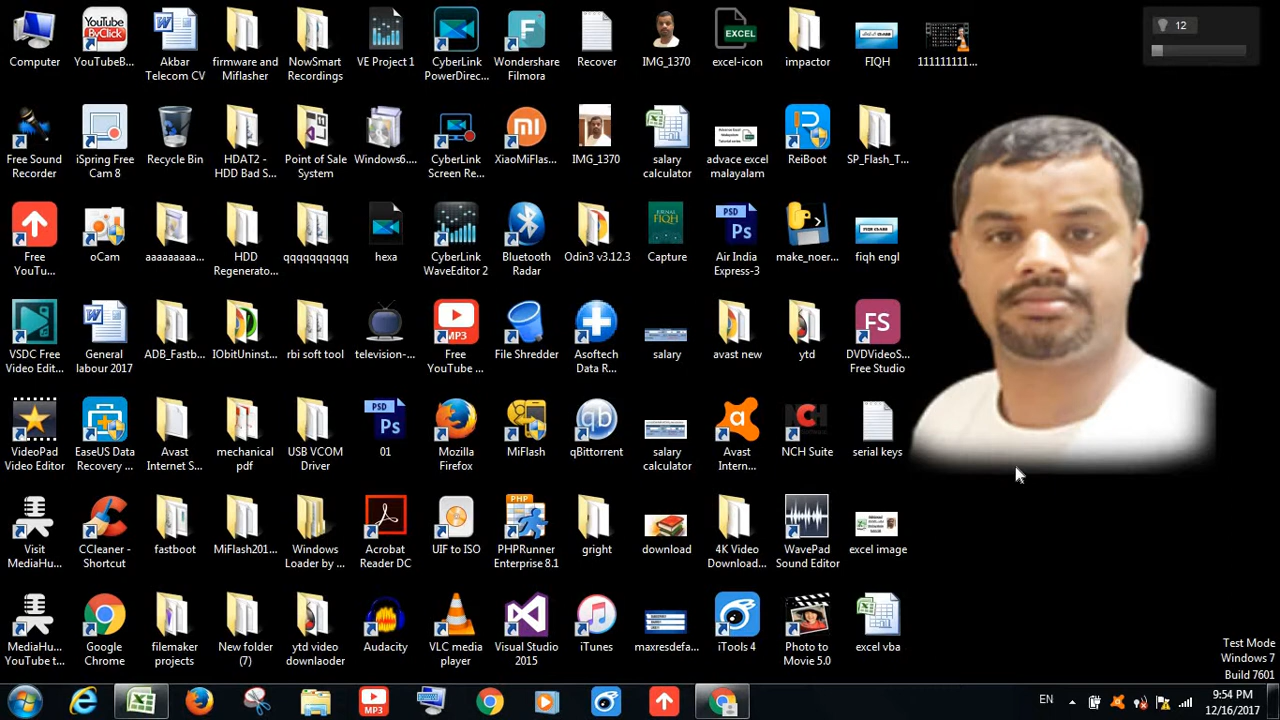 Computer
YouTubeB...
Akbar
Telecom CV
firmware and
Miflasher
NowSmart
Recordings
VE Project 1
CyberLink
PowerDirec...
Wondershare
Filmora
Recover
IMG_1370
excel-icon
impactor
FIQH
111111111...
12
Free Sound
Recorder
iSpring Free
Cam 8
Recycle Bin
HDAT2 -
HDD Bad S...
Point of Sale
System
Windows6....
CyberLink
Screen Re...
XiaoMiFlas...
IMG_1370
salary
calculator
advace excel
malayalam
ReiBoot
SP_Flash_T...
Free
YouTu...
oCam
aaaaaaaaa...
HDD
Regenerato...
qqqqqqqqqq
hexa
CyberLink
WaveEditor 2
Bluetooth
Radar
Odin3 v3.12.3
Capture
Air India
Express-3
make_noer...
fiqh engl
VSDC Free
Video Edit...
General
labour 2017
ADB_Fastb...
IObitUninst...
rbi soft tool
television-...
Free
YouTube ...
File Shredder
Asoftech
Data R...
salary
avast new
ytd
DVDVideoS...
Free Studio
VideoPad
Video Editor
EaseUS Data
Recovery ...
Avast
Internet S...
mechanical
pdf
USB VCOM
Driver
01
Mozilla
Firefox
MiFlash
qBittorrent
salary
calculator
Avast
Intern...
NCH Suite
serial keys
Visit
MediaHu...
CCleaner -
Shortcut
fastboot
MiFlash201...
Windows
Loader by ...
Acrobat
Reader DC
UIF to ISO
PHPRunner
Enterprise 8.1
gright
download
4K Video
Download...
WavePad
Sound Editor
excel image
MediaHu...
YouTube t...
Google
Chrome
filemaker
projects
New folder
(7)
ytd video
downlaoder
Audacity
VLC media
player
Visual Studio
2015
iTunes
maxresdefa...
iTools 4
Photo to
Movie 5.0
excel vba
Test Mode
Windows 7
Build 7601
EN
9:54 PM
12/16/2017